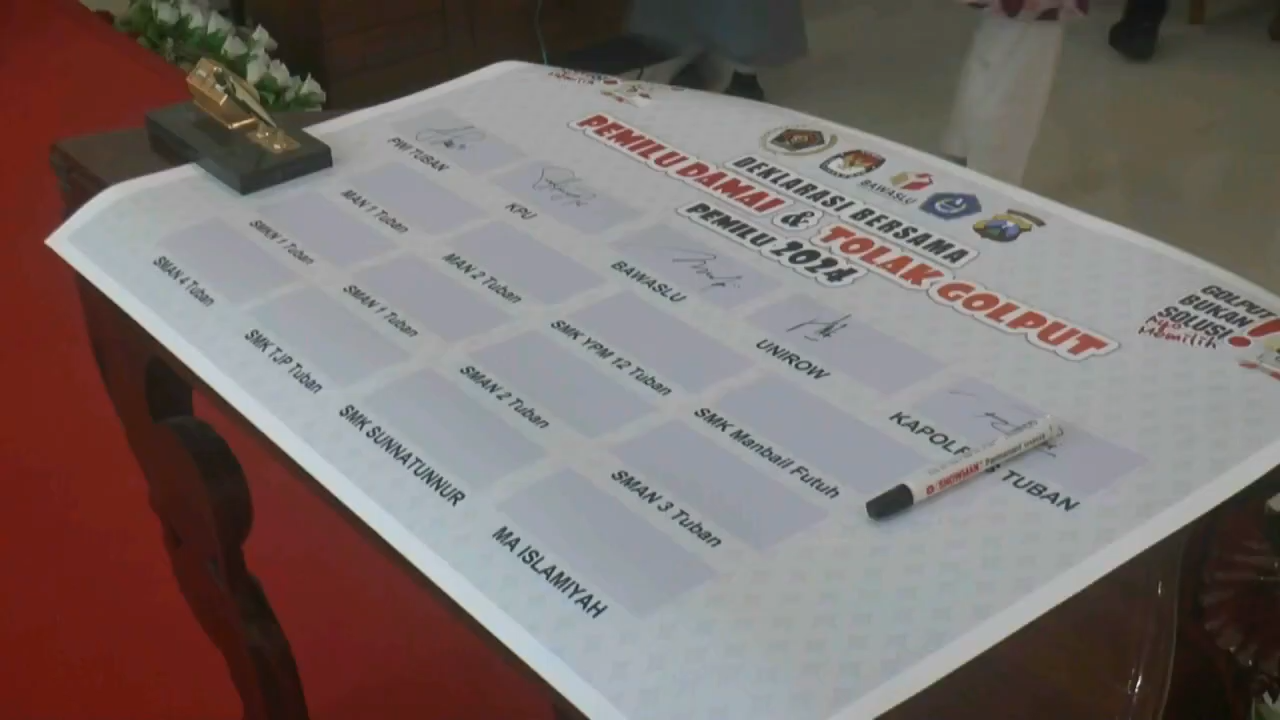 DEKLARASI BERSAMA
PEMILU DAMAI & TOLAK GOLPUT
PEMILU 2024
BAWASLU
GOLPUT
BUKAN
SOLUSI!
PWI TUBAN
KPU
BAWASLU
UNIROW
KAPOLRES TUBAN
MAN 1 Tuban
MAN 2 Tuban
SMK YPM 12 Tuban
SMK Manbail Futuh
SMKN 1 Tuban
SMAN 1 Tuban
SMAN 2 Tuban
SMAN 3 Tuban
SMAN 4 Tuban
SMK TJP Tuban
SMK SUNNATUNNUR
MA ISLAMIYAH
SNOWMAN Permanent